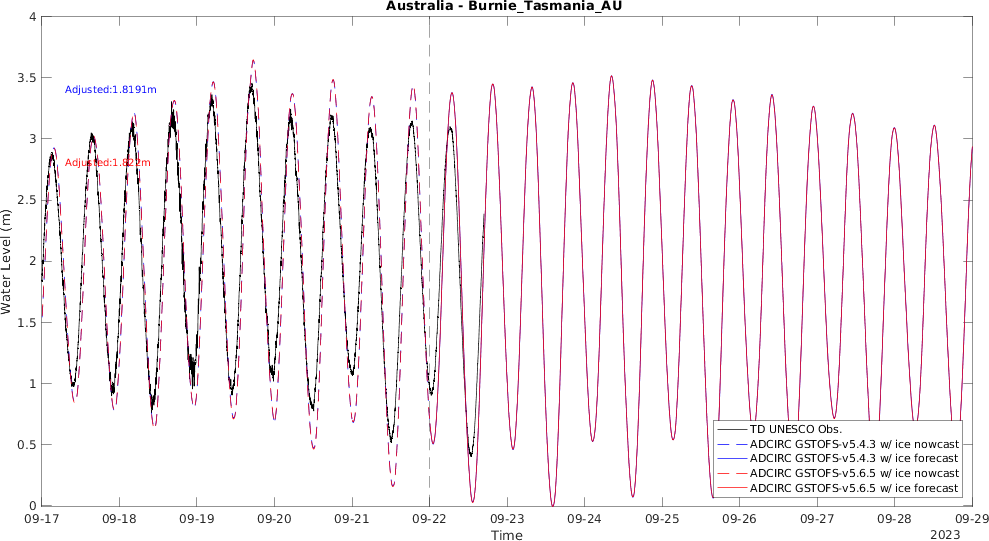 Australia - Burnie_Tasmania_AU
Water Level (m)
4
3.5
3
2.5
2
1.5
1
0.5
0
Adjusted:1.8191m
Adjusted:1.822m
TD UNESCO Obs.
ADCIRC GSTOFS-v5.4.3 w/ ice nowcast
ADCIRC GSTOFS-v5.4.3 w/ ice forecast
ADCIRC GSTOFS-v5.6.5 w/ ice nowcast
ADCIRC GSTOFS-v5.6.5 w/ ice forecast
09-17 09-18 09-19 09-20 09-21 09-22 09-23 09-24 09-25 09-26 09-27 09-28 09-29
Time
2023